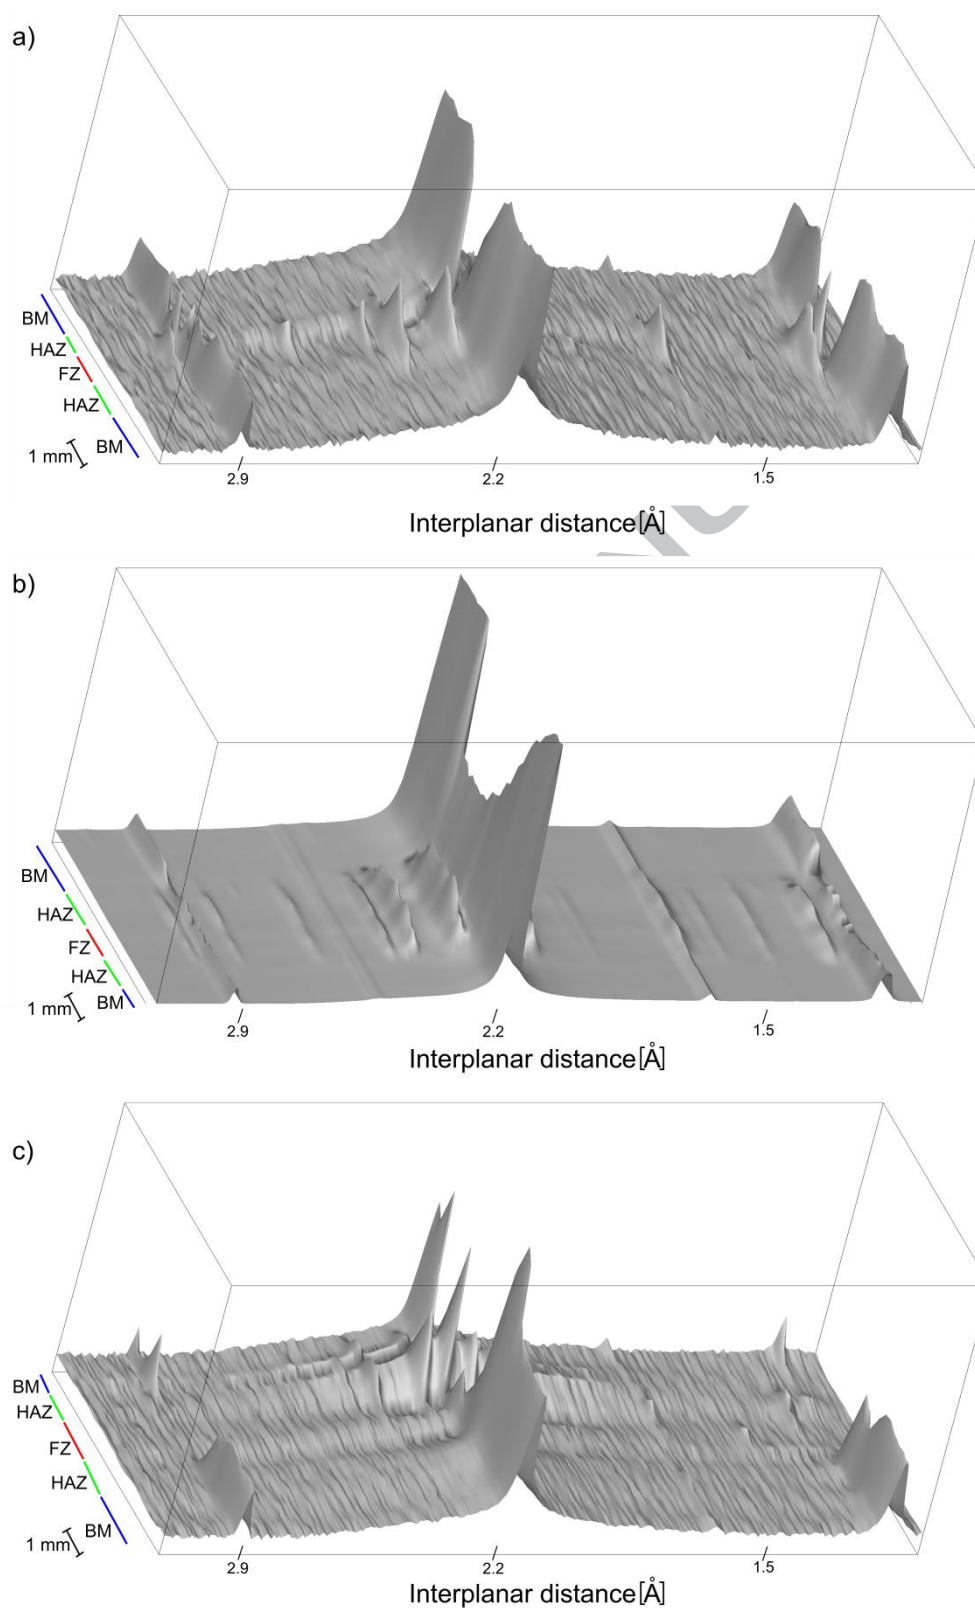 a)
BM
HAZ
FZ
HAZ
BM
1 mm
2.9
2.2
1.5
Interplanar distance[Å]
b)
BM
HAZ
FZ
HAZ
BM
1 mm
2.9
2.2
1.5
Interplanar distance[Å]
c)
BM
HAZ
FZ
HAZ
BM
1 mm
2.9
2.2
1.5
Interplanar distance[Å]